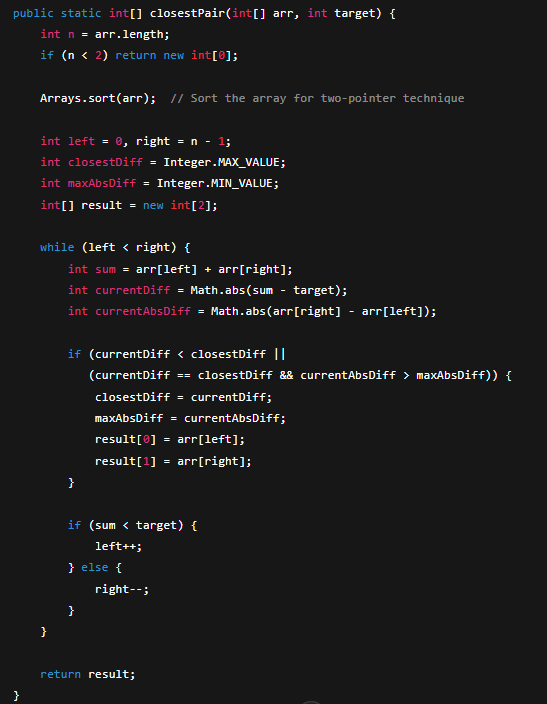 public static int[] closestPair(int[] arr, int target) {
    int n = arr.length;
    if (n < 2) return new int[0];

    Arrays.sort(arr);  // Sort the array for two-pointer technique

    int left = 0, right = n - 1;
    int closestDiff = Integer.MAX_VALUE;
    int maxAbsDiff = Integer.MIN_VALUE;
    int[] result = new int[2];

    while (left < right) {
        int sum = arr[left] + arr[right];
        int currentDiff = Math.abs(sum - target);
        int currentAbsDiff = Math.abs(arr[right] - arr[left]);

        if (currentDiff < closestDiff ||
           (currentDiff == closestDiff && currentAbsDiff > maxAbsDiff)) {
            closestDiff = currentDiff;
            maxAbsDiff = currentAbsDiff;
            result[0] = arr[left];
            result[1] = arr[right];
        }

        if (sum < target) {
            left++;
        } else {
            right--;
        }
    }

    return result;
}